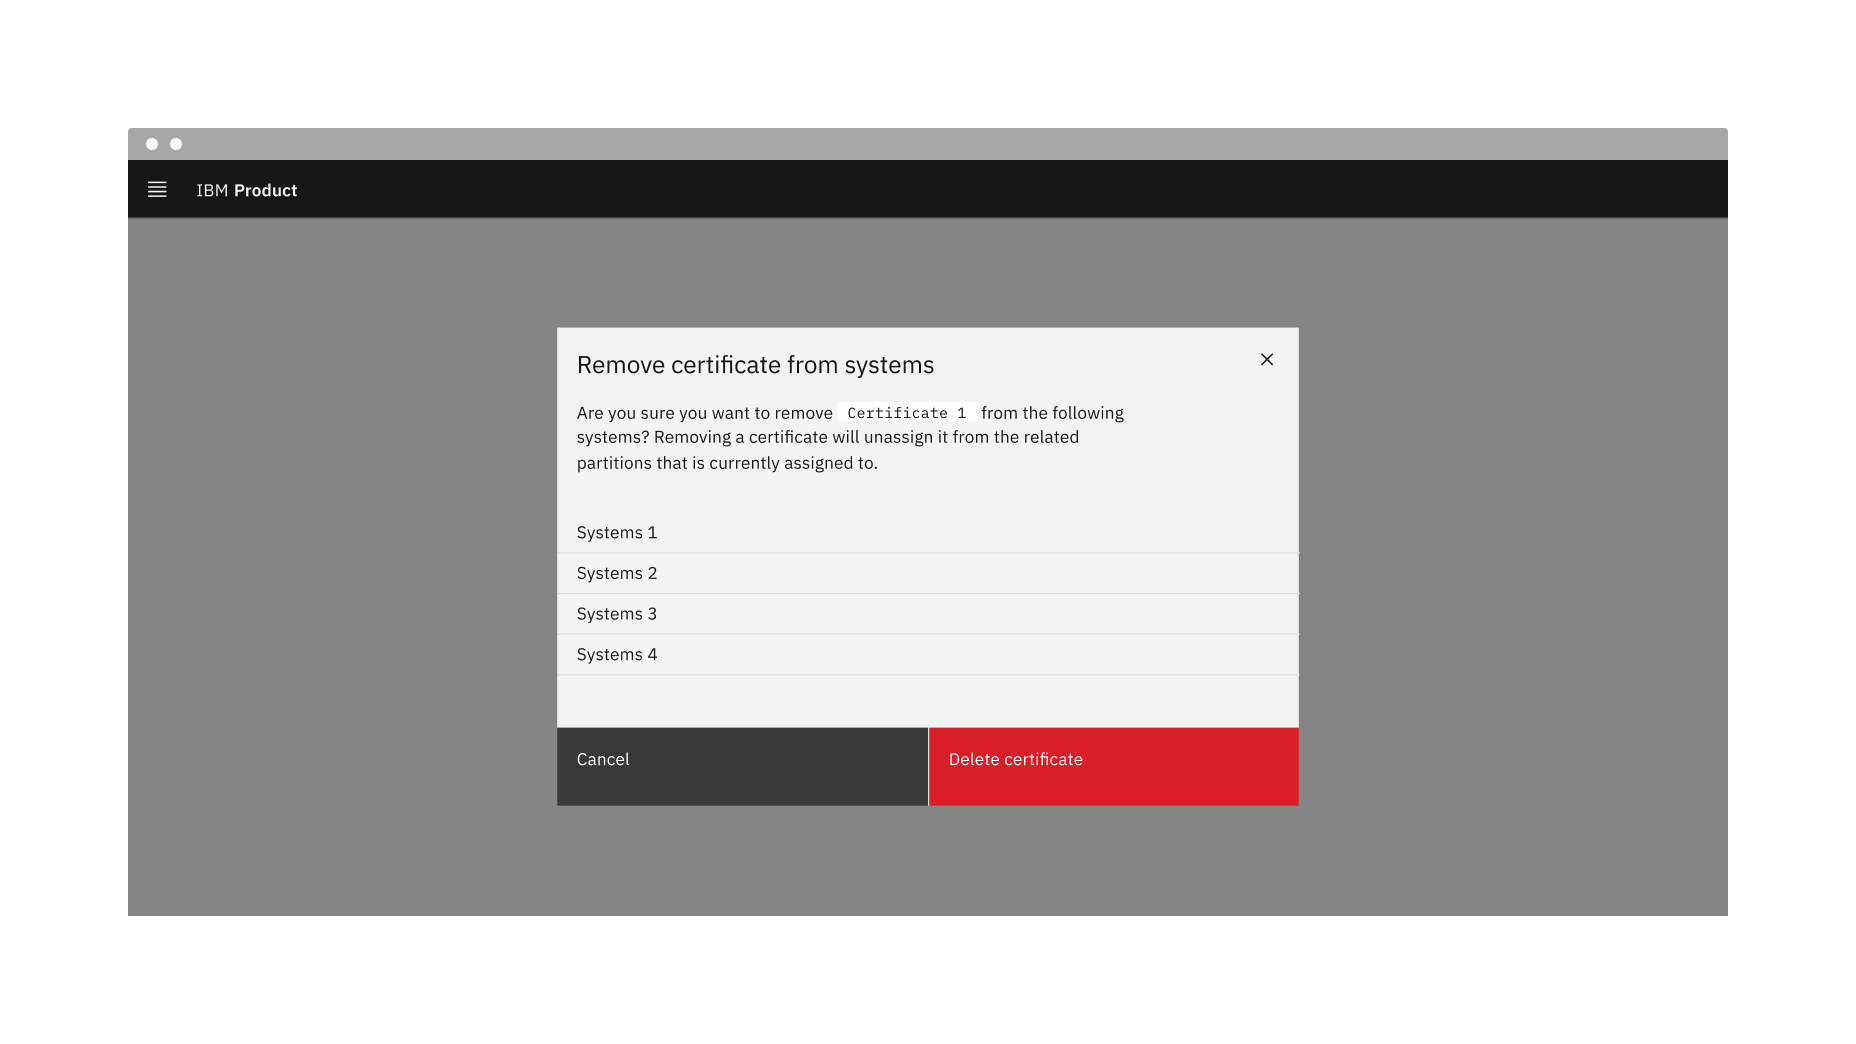 IBM Product
Remove certificate from systems
Are you sure you want to remove Certificate 1 from the following
systems? Removing a certificate will unassign it from the related
partitions that is currently assigned to.
Systems 1
Systems 2
Systems 3
Systems 4
Cancel
Delete certificate